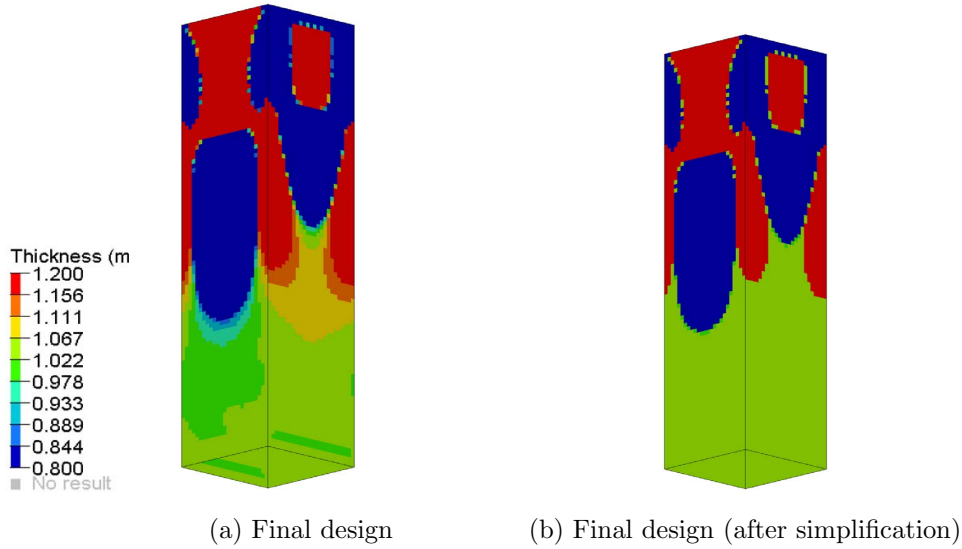 Thickness (m
1.200
1.156
1.111
1.067
1.022
0.978
0.933
0.889
0.844
0.800
No result
(a) Final design
(b) Final design (after simplification)